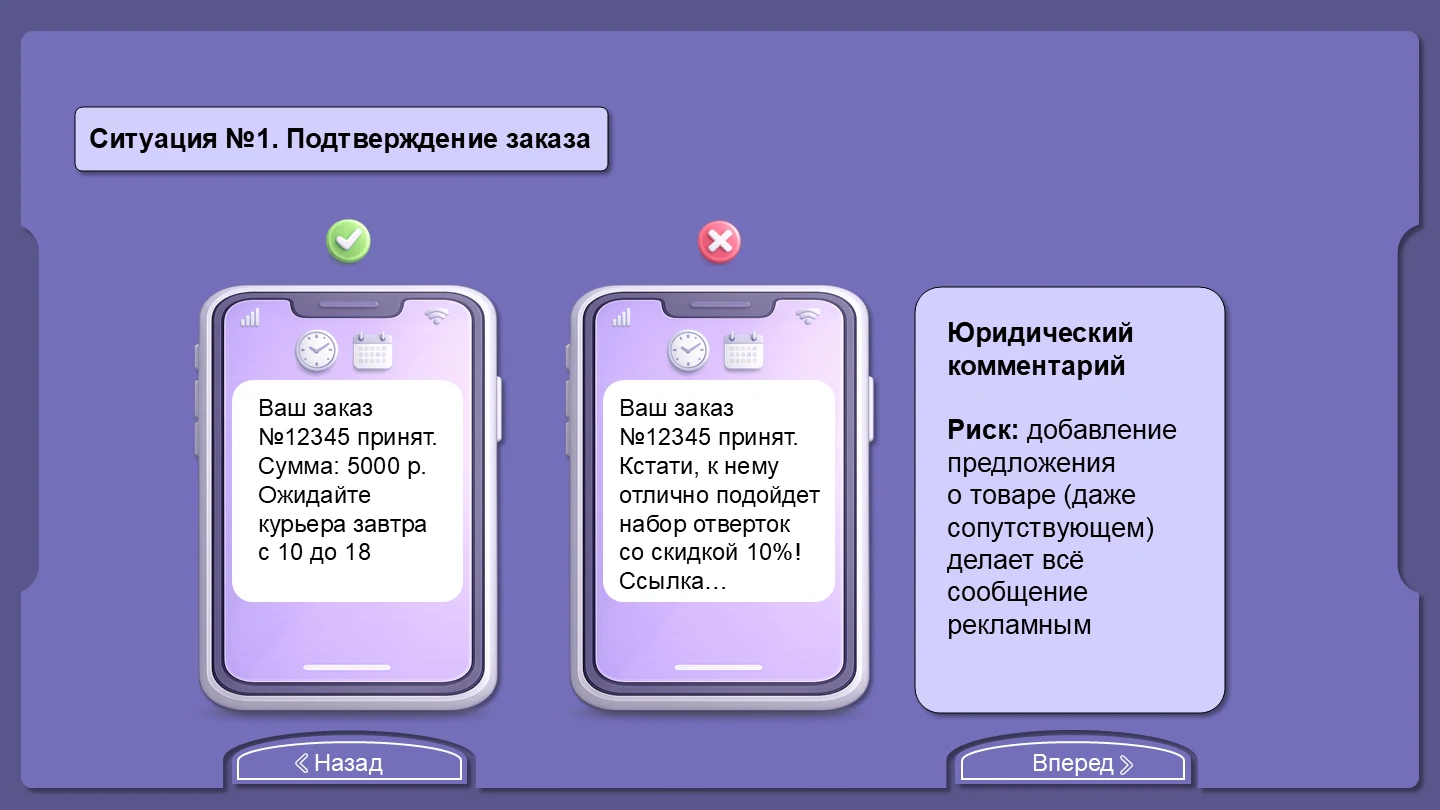 Ситуация №1. Подтверждение заказа
Ваш заказ
№12345 принят.
Сумма: 5000 р.
Ожидайте
курьера завтра
с 10 до 18
Ваш заказ
№12345 принят.
Кстати, к нему
отлично подойдет
набор отверток
со скидкой 10%!
Ссылка…
Юридический
комментарий
Риск: добавление
предложения
о товаре (даже
сопутствующем)
делает всё
сообщение
рекламным
Назад
Вперед